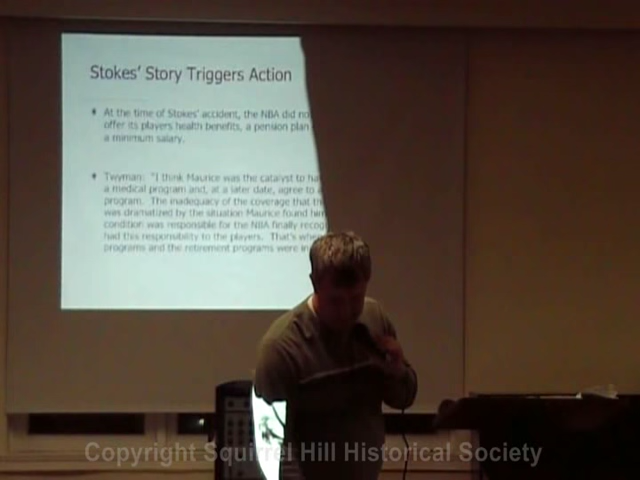 Stokes' Story Triggers Action
At the time of Stokes' accident, the NBA did no
offer its players health benefits, a pension plan
a minimum salary.
Twyman: "I think Maurice was the catalyst to ha
a medical program and, at a later date, agree to a
program. The inadequacy of the coverage that th
was dramatized by the situation Maurice found him
condition was responsible for the NBA finally recog
had this responsibility to the players. That's when
programs and the retirement programs were in
Copyright Squirrel Hill Historical Society